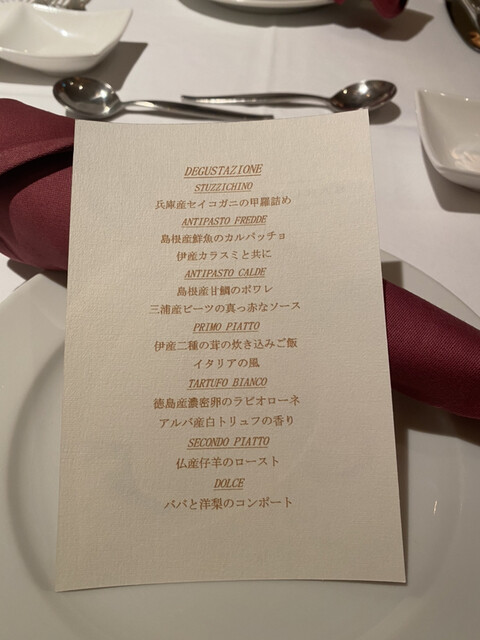 DEGUSTAZIONE
STUZZICHINO
兵庫産セイコガニの甲羅詰め
ANTIPASTO FREDDE
島根産鮮魚のカルパッチョ
伊産カラスミと共に
ANTIPASTO CALDE
島根産甘鯛のポワレ
三浦産ビーツの真っ赤なソース
PRIMO PIATTO
伊産二種の茸の炊き込みご飯
イタリアの風
TARTUFO BIANCO
徳島産濃密卵のラビオローネ
アルバ産白トリュフの香り
SECONDO PIATTO
仏産仔羊のロースト
DOLCE
ババと洋梨のコンポート